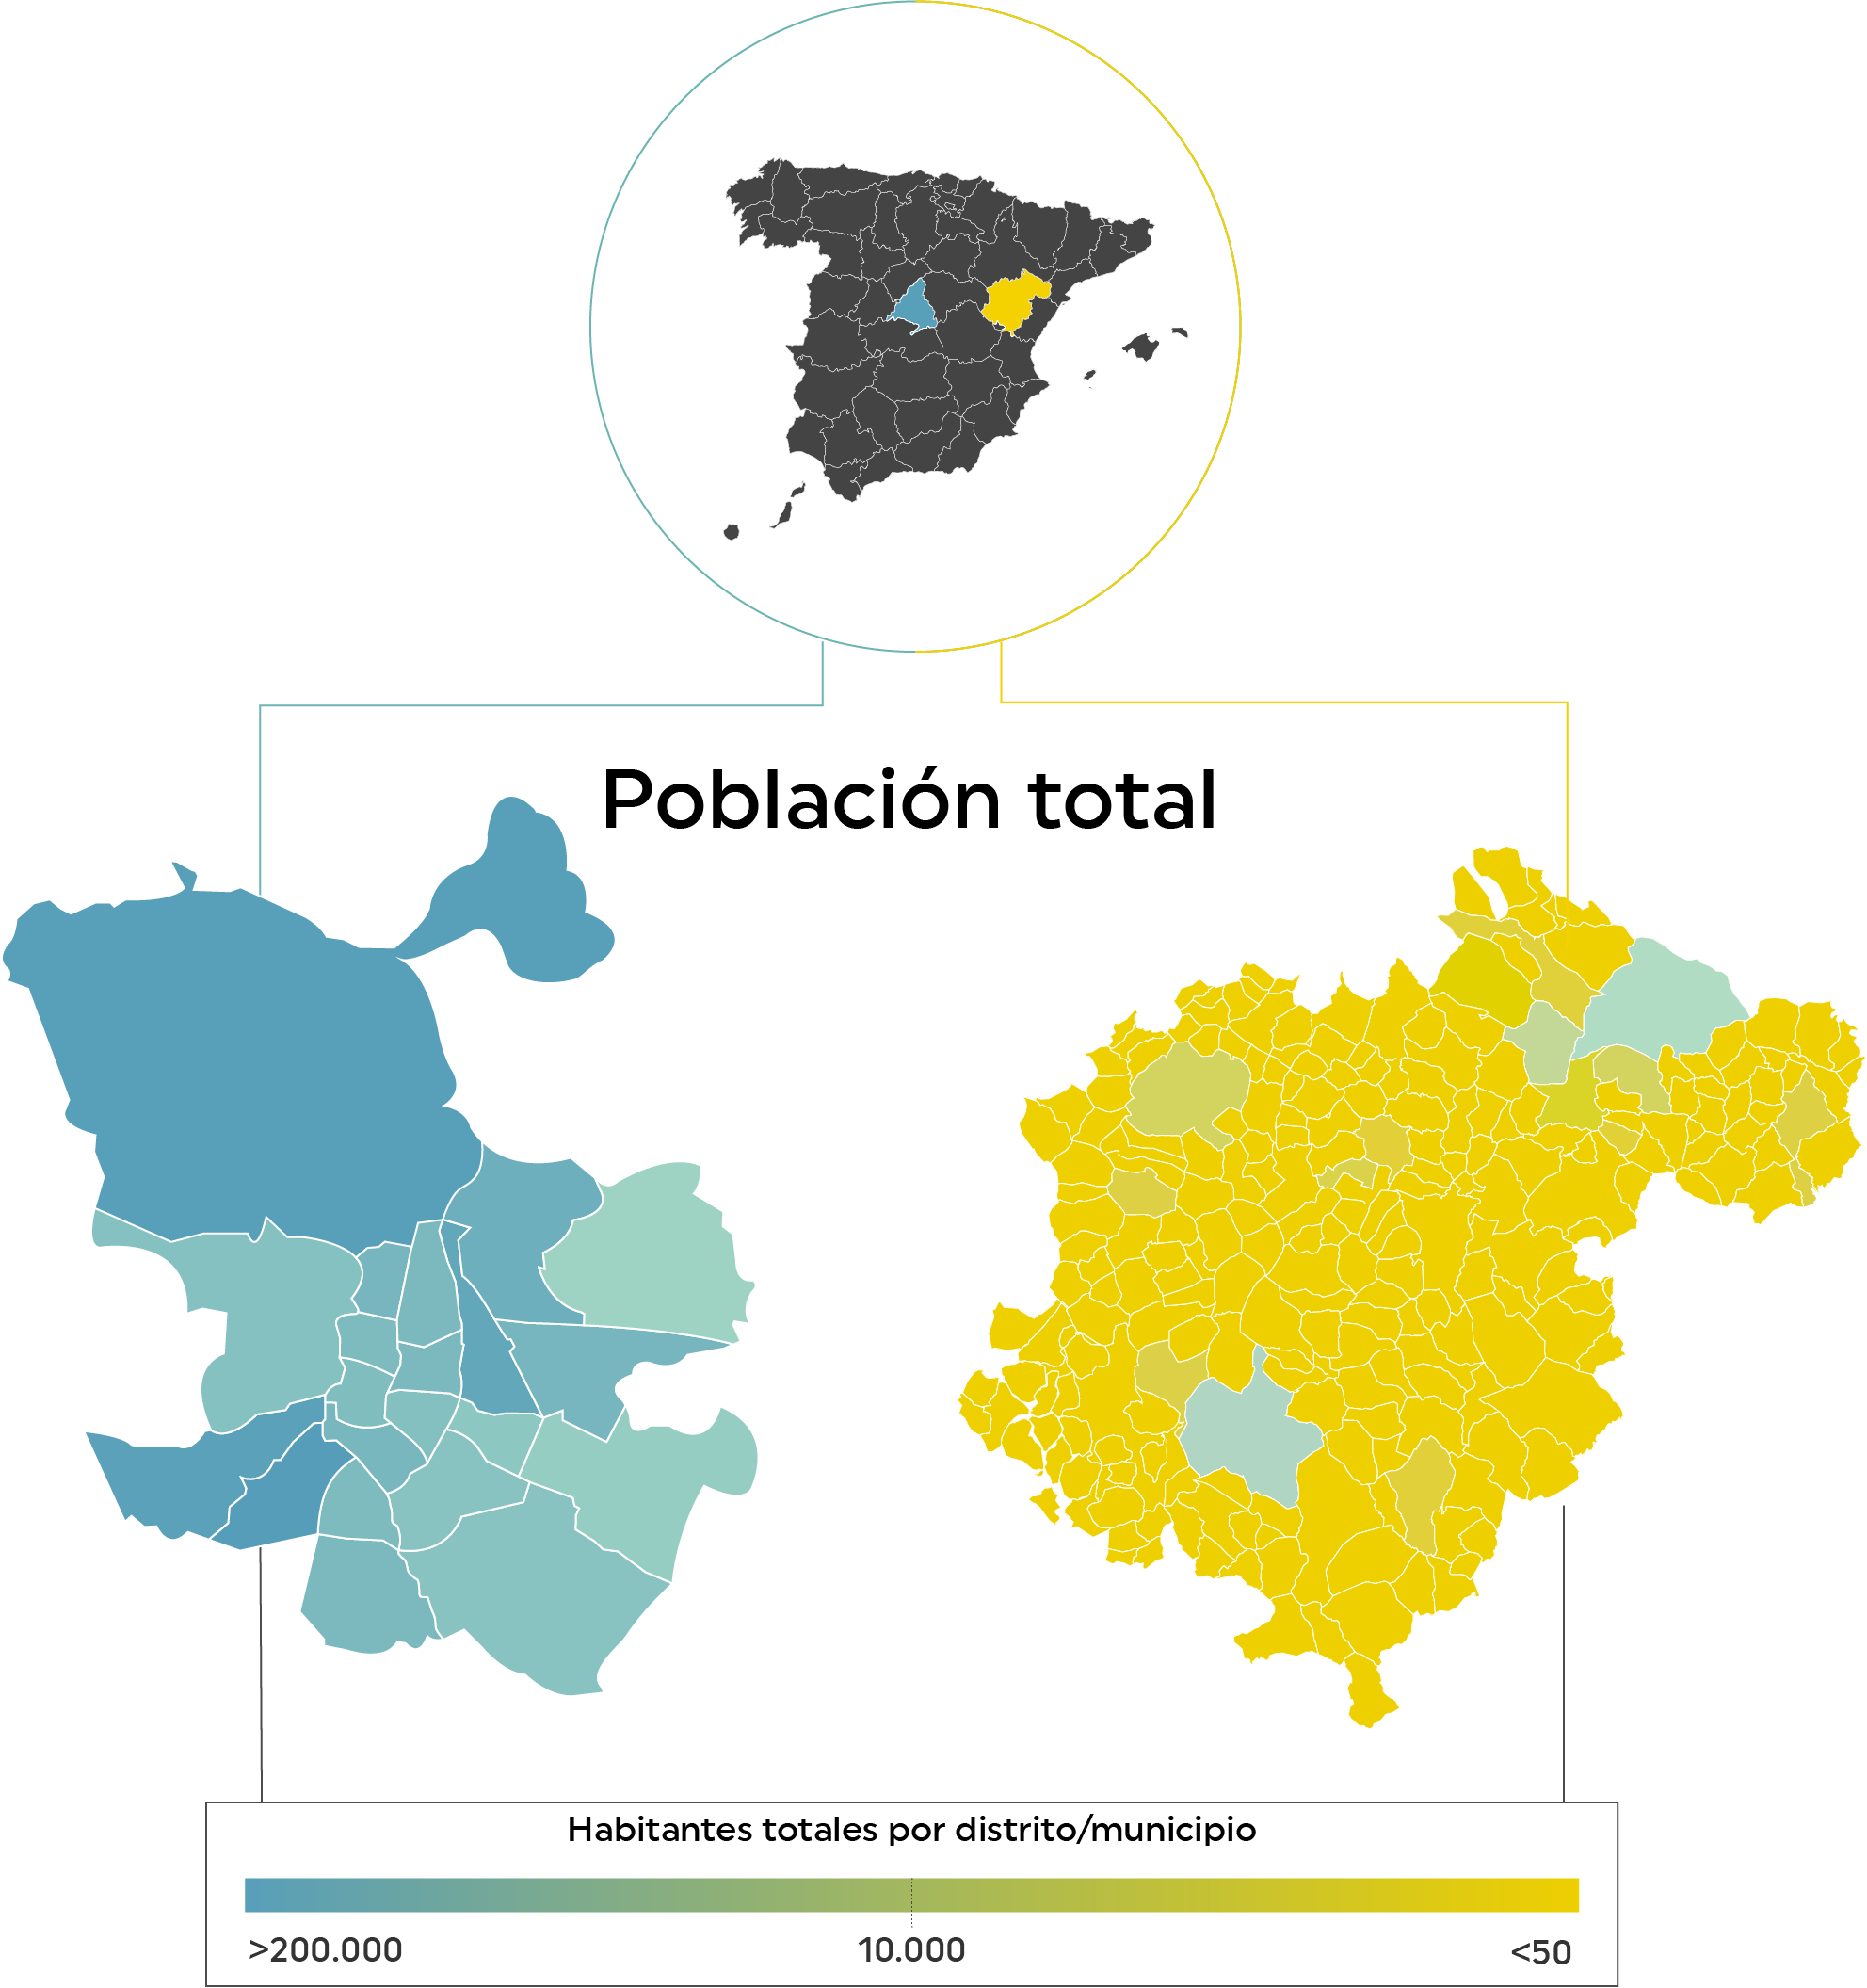 Población total
Habitantes totales por distrito/municipio
>200.000 10.000 <50